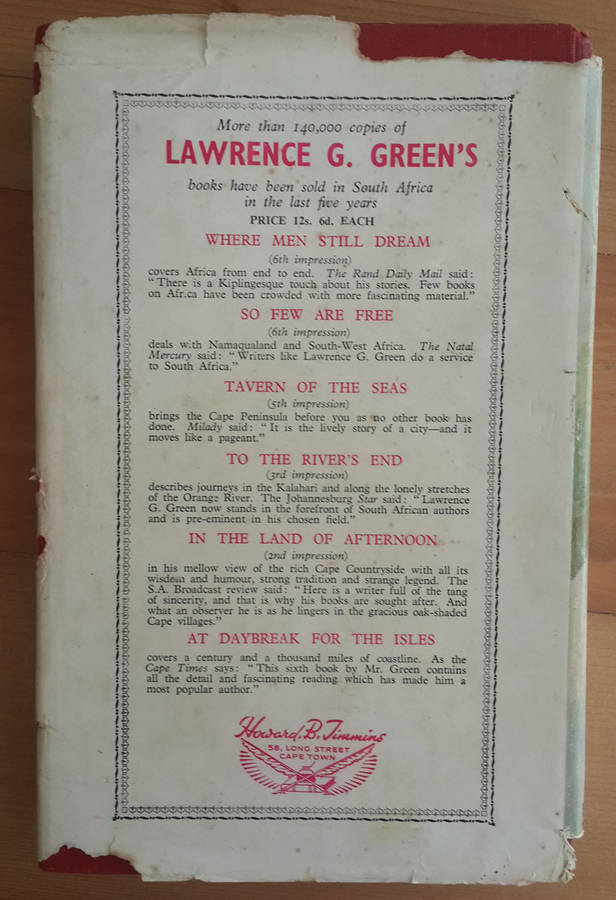 More than 140,000 copies of
LAWRENCE G. GREEN'S
books have been sold in South Africa
in the last five years
PRICE 12s. 6d. EACH
WHERE MEN STILL DREAM
(6th impression)
covers Africa from end to end. The Rand Daily Mail said:
"There is a Kiplingesque touch about his stories. Few books
on Afr.ca have been crowded with more fascinating material."
SO FEW ARE FREE
(6th impression)
deals with Namaqualand and South-West Africa. The Natal
Mercury said: "Writers like Lawrence G. Green do a service
to South Africa."
TAVERN OF THE SEAS
(5th impression)
brings the Cape Peninsula before you as no other book has
done. Milady said: "It is the lively story of a city—and it
moves like a pageant."
TO THE RIVER'S END
(3rd impression)
describes journeys in the Kalahari and along the lonely stretches
of the Orange River. The Johannesburg Star said: "Lawrence
G. Green now stands in the forefront of South African authors
and is pre-eminent in his chosen field."
IN THE LAND OF AFTERNOON
(2nd impression)
in his mellow view of the rich Cape Countryside with all its
wisdom and humour, strong tradition and strange legend. The
S.A. Broadcast review said: "Here is a writer full of the tang
of sincerity, and that is why his books are sought after. And
what an observer he is as he lingers in the gracious oak-shaded
Cape villages."
AT DAYBREAK FOR THE ISLES
covers a century and a thousand miles of coastline. As the
Cape Times says: "This sixth book by Mr. Green contains
all the detail and fascinating reading which has made him a
most popular author."
Howard B. Timmins
58, LONG STREET
CAPE TOWN